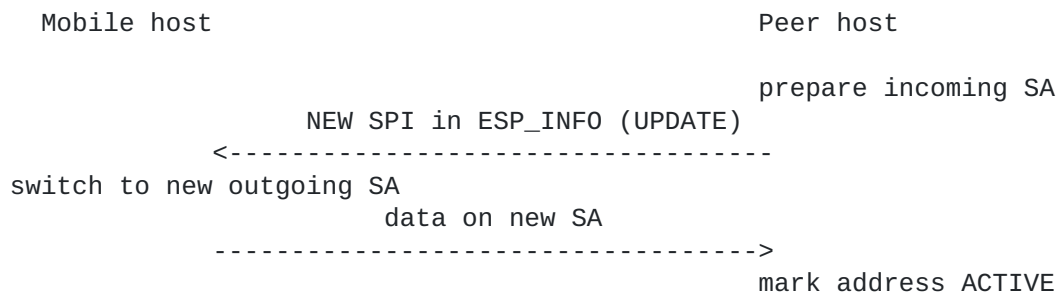 Mobile host                                   Peer host
prepare incoming SA
NEW SPI in ESP_INFO (UPDATE)
<-----------------------------------
switch to new outgoing SA
data on new SA
----------------------------------->
mark address ACTIVE